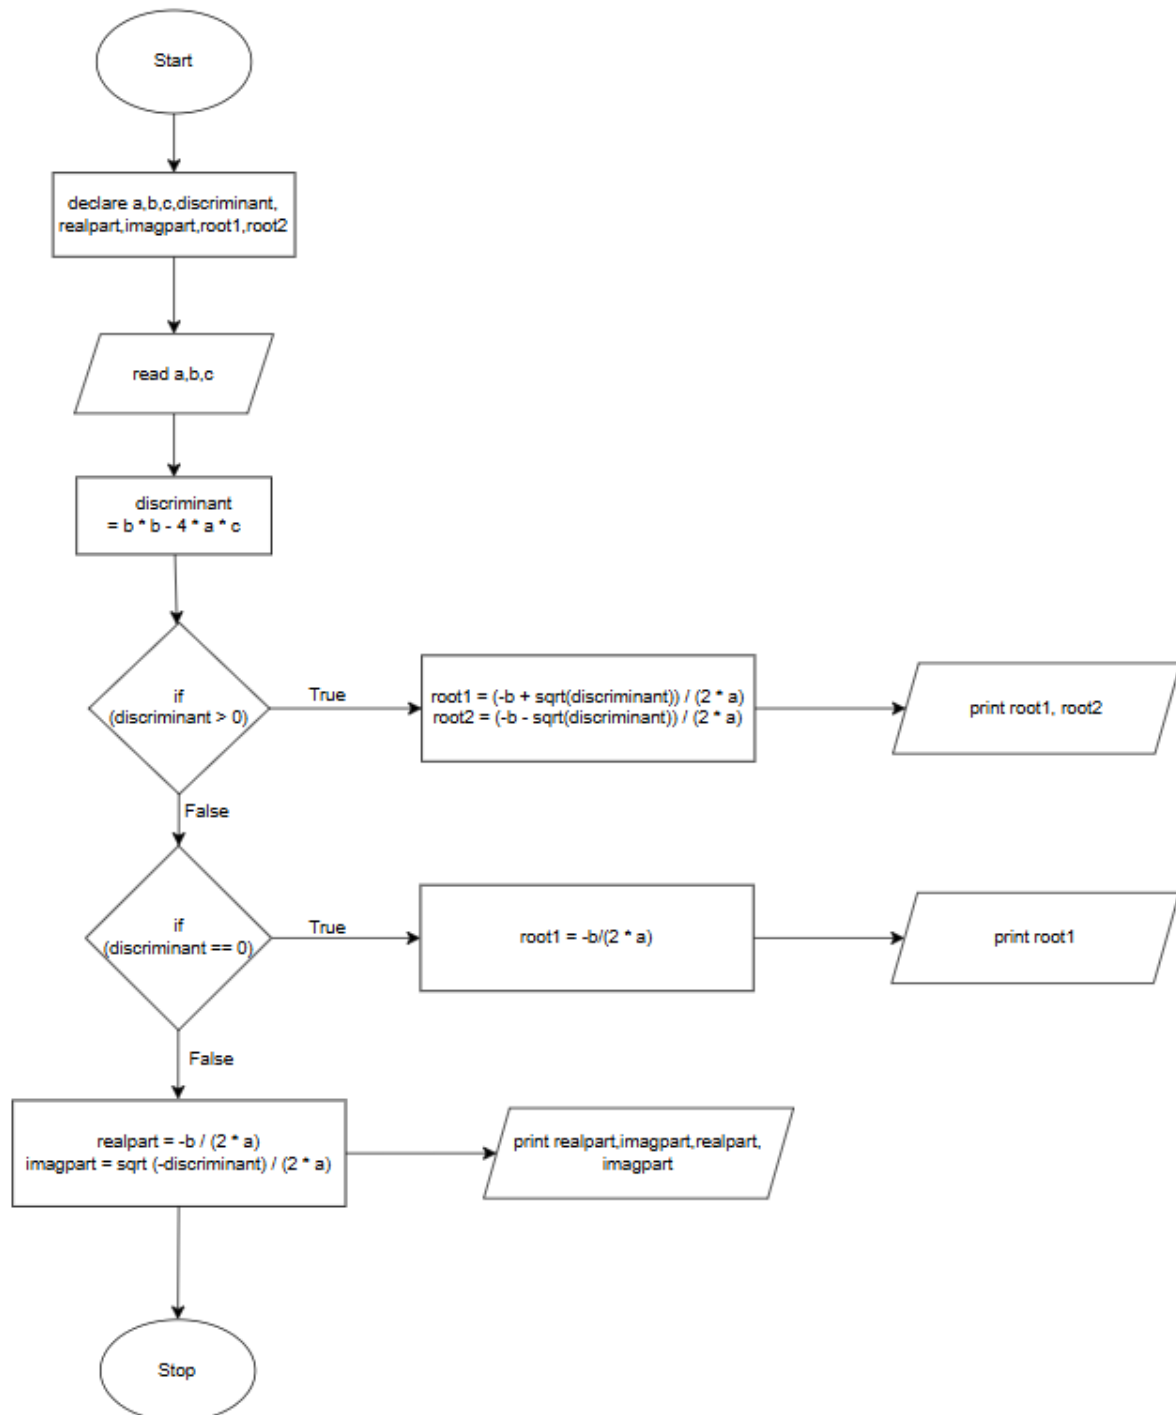 Start
declare a,b,c,discriminant,
realpart,imagpart,root1,root2
read a,b,c
discriminant
= b * b - 4 * a * c
if
(discriminant > 0)
True
root1 = (-b + sqrt(discriminant)) / (2 * a)
root2 = (-b - sqrt(discriminant)) / (2 * a)
print root1, root2
False
if
(discriminant == 0)
True
root1 = -b/(2 * a)
print root1
False
realpart = -b / (2 * a)
imagpart = sqrt (-discriminant) / (2 * a)
print realpart,imagpart,realpart,
imagpart
Stop